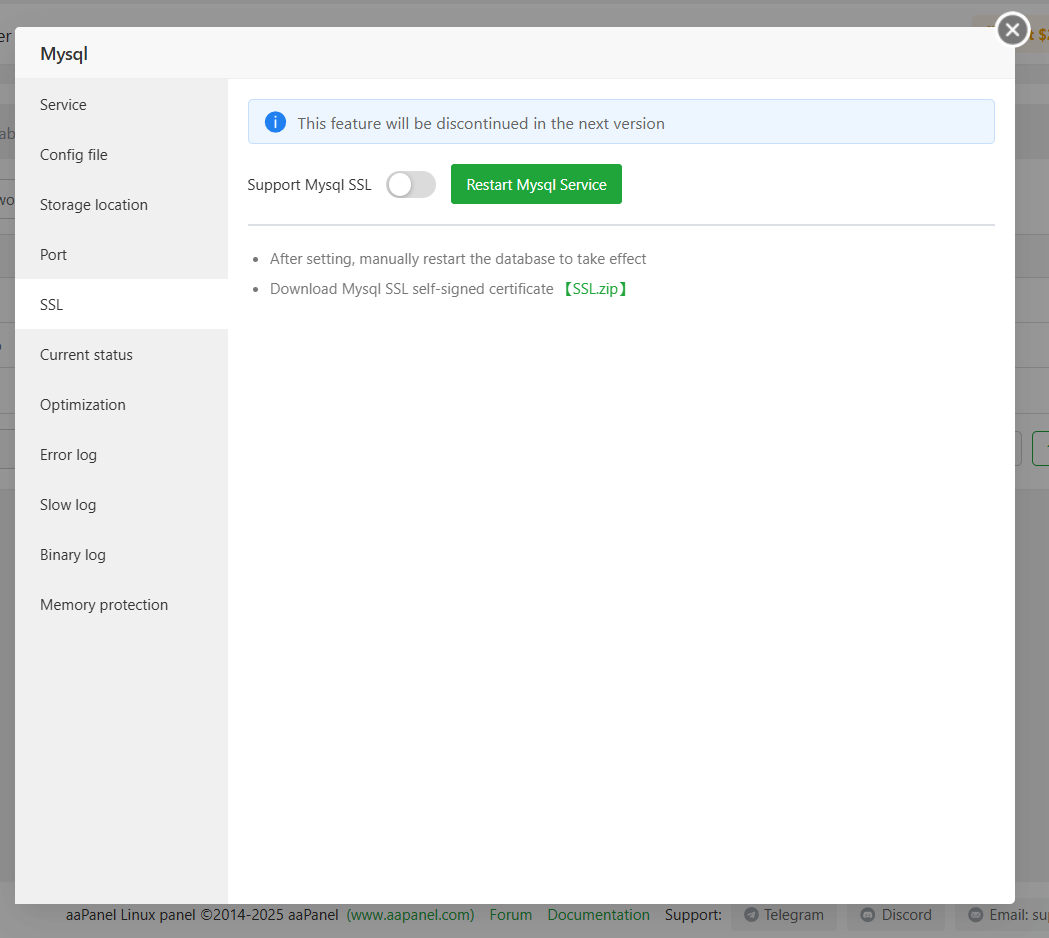 Mysql
Service
Config file
Storage location
Port
SSL
Current status
Optimization
Error log
Slow log
Binary log
Memory protection
This feature will be discontinued in the next version
Support Mysql SSL
Restart Mysql Service
After setting, manually restart the database to take effect
Download Mysql SSL self-signed certificate 【SSL.zip】
aaPanel Linux panel ©2014-2025 aaPanel (www.aapanel.com) Forum Documentation Support: Telegram Discord Email: